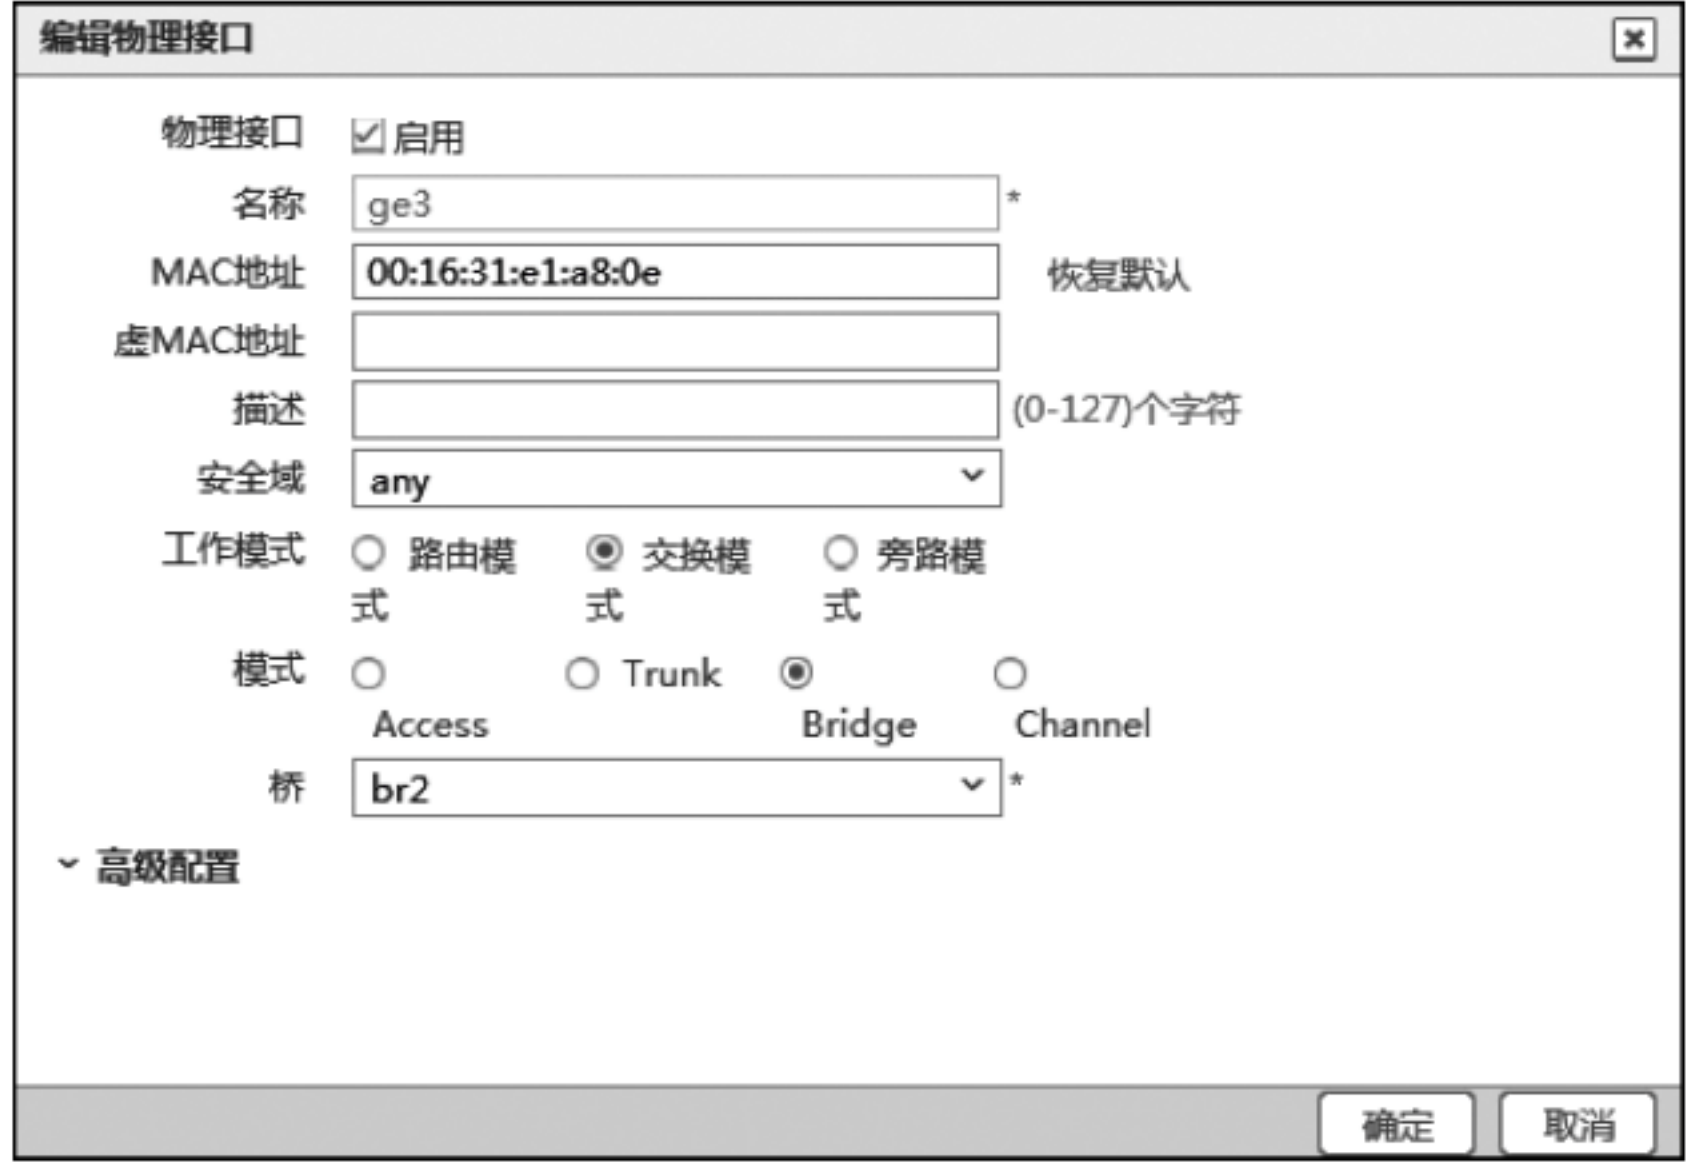 编辑物理接口
物理接口 启用
名称 ge3 *
MAC地址 00:16:31:e1:a8:0e 恢复默认
虚MAC地址
描述 (0-127)个字符
安全域 any
工作模式 路由模式 交换模式 旁路模式
模式 Access Trunk Bridge Channel
桥 br2 *
高级配置
确定 取消